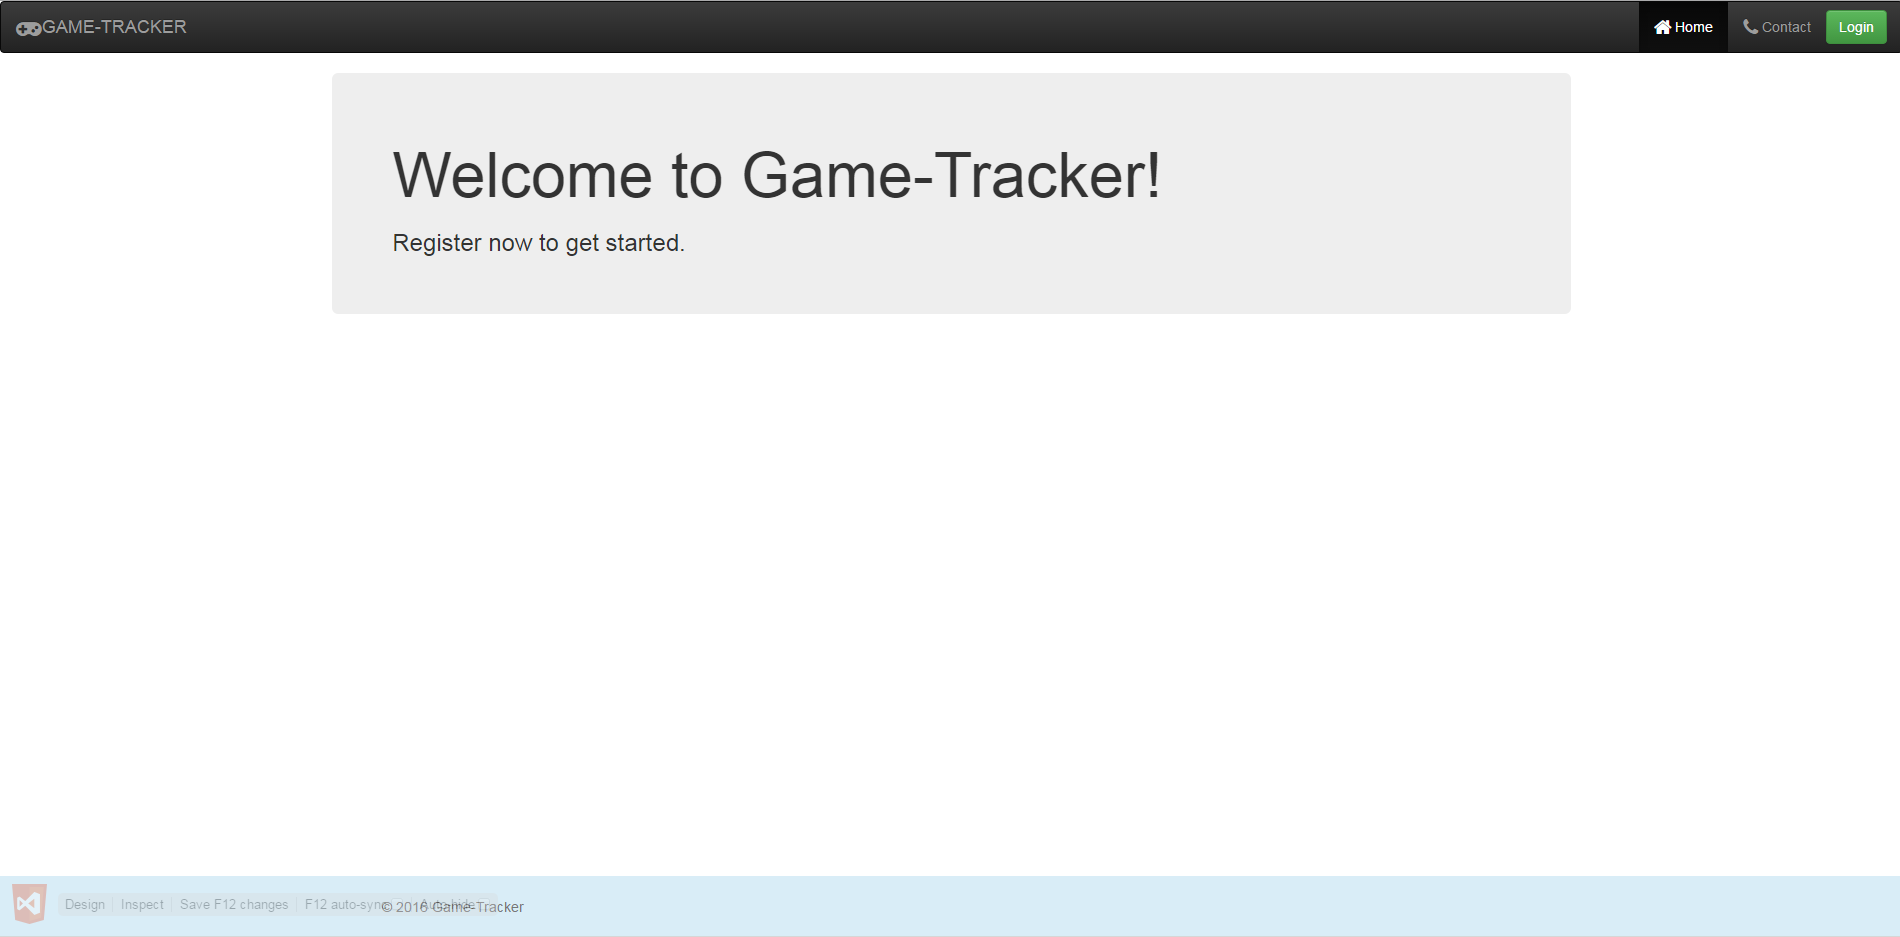 GAME-TRACKER
Home Contact Login
Welcome to Game-Tracker!
Register now to get started.
Design Inspect Save F12 changes F12 auto-sync
© 2016 Game-Tracker